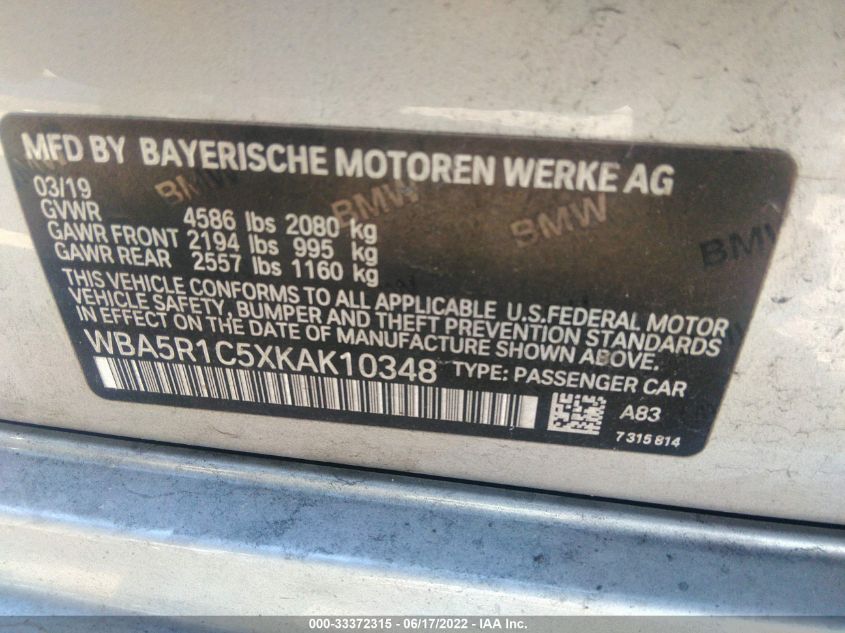 MFD BY BAYERISCHE MOTOREN WERKE AG
03/19
GVWR 4586 lbs 2080 kg
GAWR FRONT 2194 lbs 995 kg
GAWR REAR 2557 lbs 1160 kg
THIS VEHICLE CONFORMS TO ALL APPLICABLE U.S.FEDERAL MOTOR
VEHICLE SAFETY, BUMPER AND THEFT PREVENTION STANDARDS
IN EFFECT ON THE DATE OF MANUFACTURE SHOWN ABOVE.
WBA5R1C5XKAK10348 TYPE: PASSENGER CAR
A83
7 315 814
BMW BMW BMW
000-33372315 - 06/17/2022 - IAA Inc.